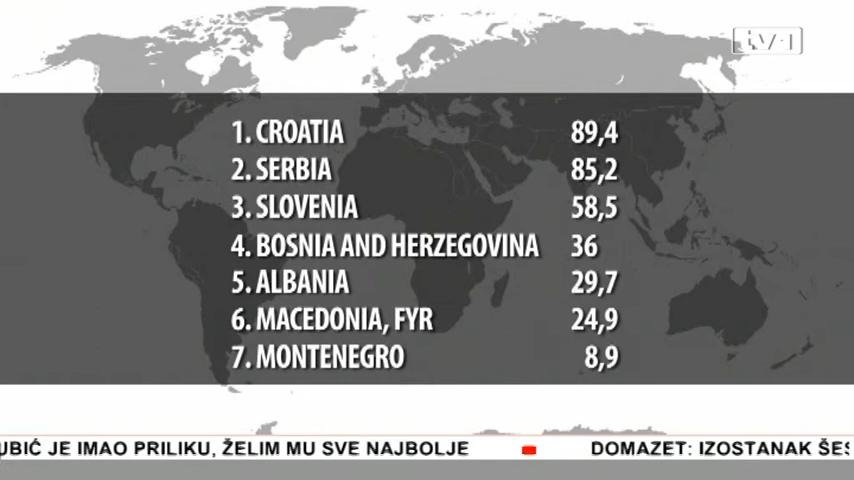 tv1
1. CROATIA 89,4
2. SERBIA 85,2
3. SLOVENIA 58,5
4. BOSNIA AND HERZEGOVINA 36
5. ALBANIA 29,7
6. MACEDONIA, FYR 24,9
7. MONTENEGRO 8,9
UBIĆ JE IMAO PRILIKU, ŽELIM MU SVE NAJBOLJE DOMAZET: IZOSTANAK ŠES